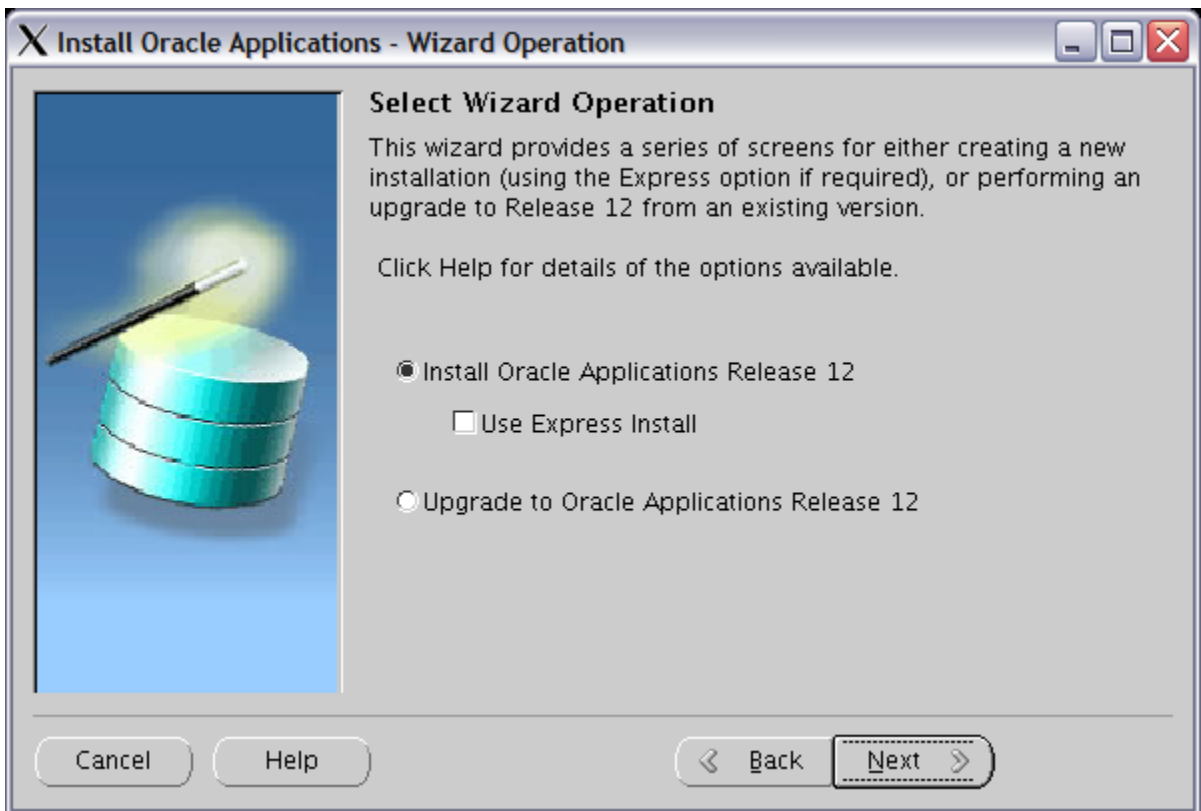 Install Oracle Applications - Wizard Operation
Select Wizard Operation
This wizard provides a series of screens for either creating a new
installation (using the Express option if required), or performing an
upgrade to Release 12 from an existing version.
Click Help for details of the options available.
Install Oracle Applications Release 12
Use Express Install
Upgrade to Oracle Applications Release 12
Cancel Help Back Next